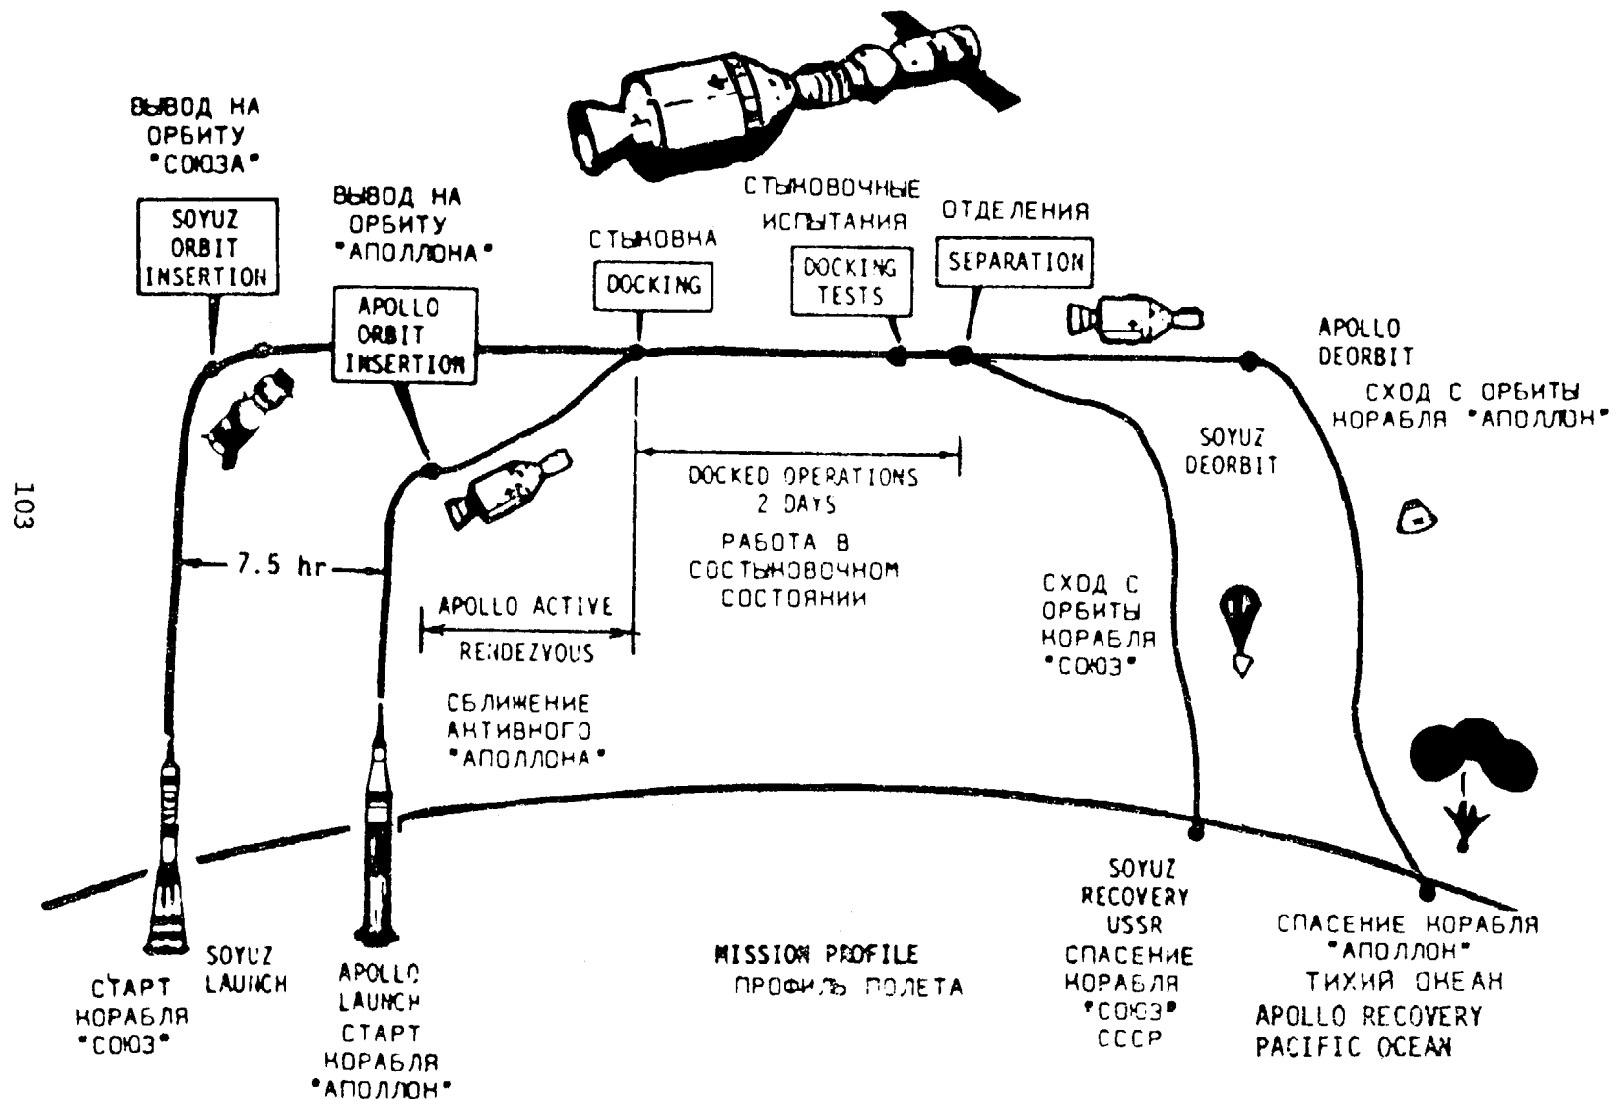 ВЫВОД НА
ОРБИТУ
"СОЮЗА"
SOYUZ
ORBIT
INSERTION
ВЫВОД НА
ОРБИТУ
"АПОЛЛОНА"
APOLLO
ORBIT
INSERTION
СТЫКОВКА
DOCKING
СТЫКОВОЧНЫЕ
ИСПЫТАНИЯ
DOCKING
TESTS
ОТДЕЛЕНИЯ
SEPARATION
APOLLO
DEORBIT
СХОД С ОРБИТЫ
КОРАБЛЯ "АПОЛЛОН"
SOYUZ
DEORBIT
СХОД С
ОРБИТЫ
КОРАБЛЯ
"СОЮЗ"
DOCKED OPERATIONS
2 DAYS
РАБОТА В
СОСТЫКОВОЧНОМ
СОСТОЯНИИ
7.5 hr
APOLLO ACTIVE
RENDEZVOUS
СБЛИЖЕНИЕ
АКТИВНОГО
"АПОЛЛОНА"
103
SOYUZ
LAUNCH
СТАРТ
КОРАБЛЯ
"СОЮЗ"
APOLLO
LAUNCH
СТАРТ
КОРАБЛЯ
"АПОЛЛОН"
MISSION PROFILE
ПРОФИЛЬ ПОЛЕТА
SOYUZ
RECOVERY
USSR
СПАСЕНИЕ
КОРАБЛЯ
"СОЮЗ"
СССР
СПАСЕНИЕ КОРАБЛЯ
"АПОЛЛОН"
ТИХИЙ ОКЕАН
APOLLO RECOVERY
PACIFIC OCEAN